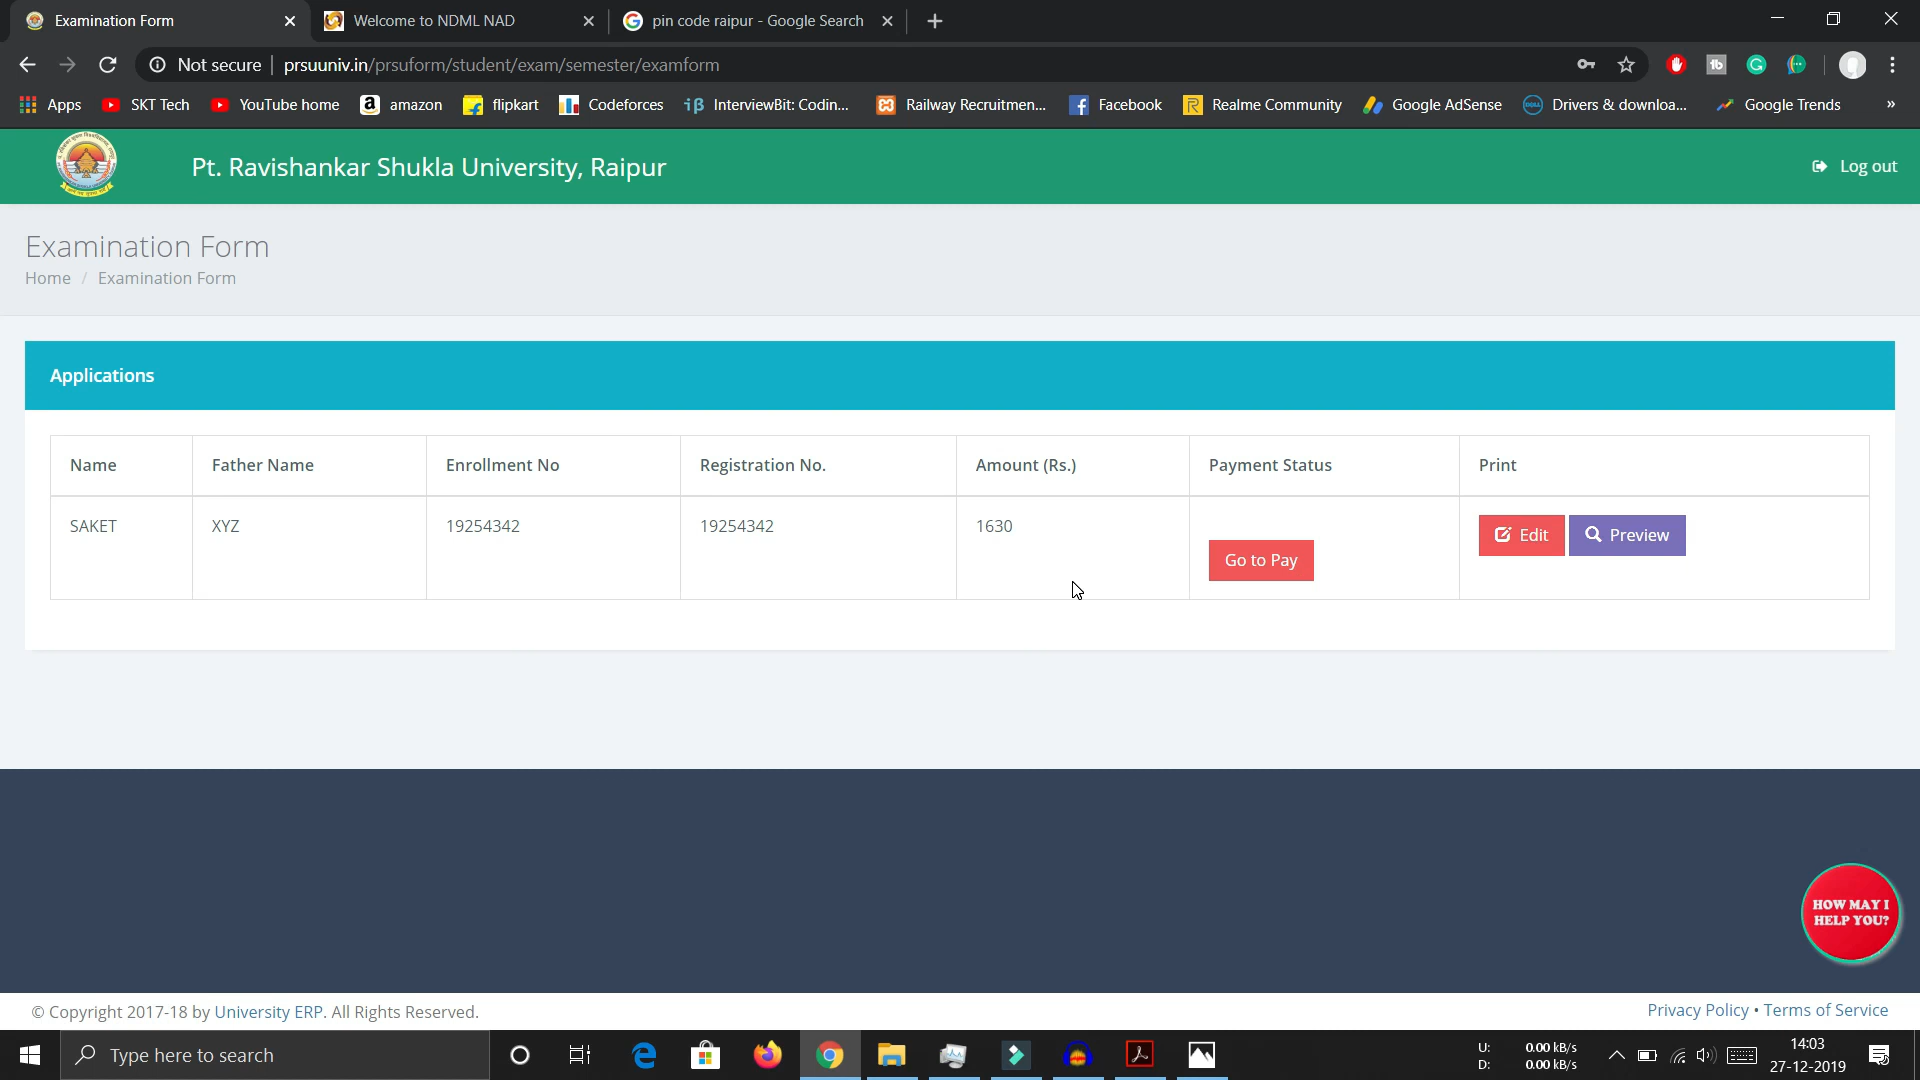 Examination Form
Welcome to NDML NAD
pin code raipur - Google Search
Not secure | prsuuniv.in/prsuform/student/exam/semester/examform
Apps SKT Tech YouTube home amazon flipkart Codeforces InterviewBit: Codin... Railway Recruitmen... Facebook Realme Community Google AdSense Drivers & downloa... Google Trends »
Pt. Ravishankar Shukla University, Raipur
Log out
Examination Form
Home / Examination Form
Applications
Name Father Name Enrollment No Registration No. Amount (Rs.) Payment Status Print
SAKET XYZ 19254342 19254342 1630 Go to Pay Edit Preview
HOW MAY I
HELP YOU?
© Copyright 2017-18 by University ERP. All Rights Reserved.
Privacy Policy • Terms of Service
Type here to search
U: 0.00 kB/s
D: 0.00 kB/s
14:03
27-12-2019